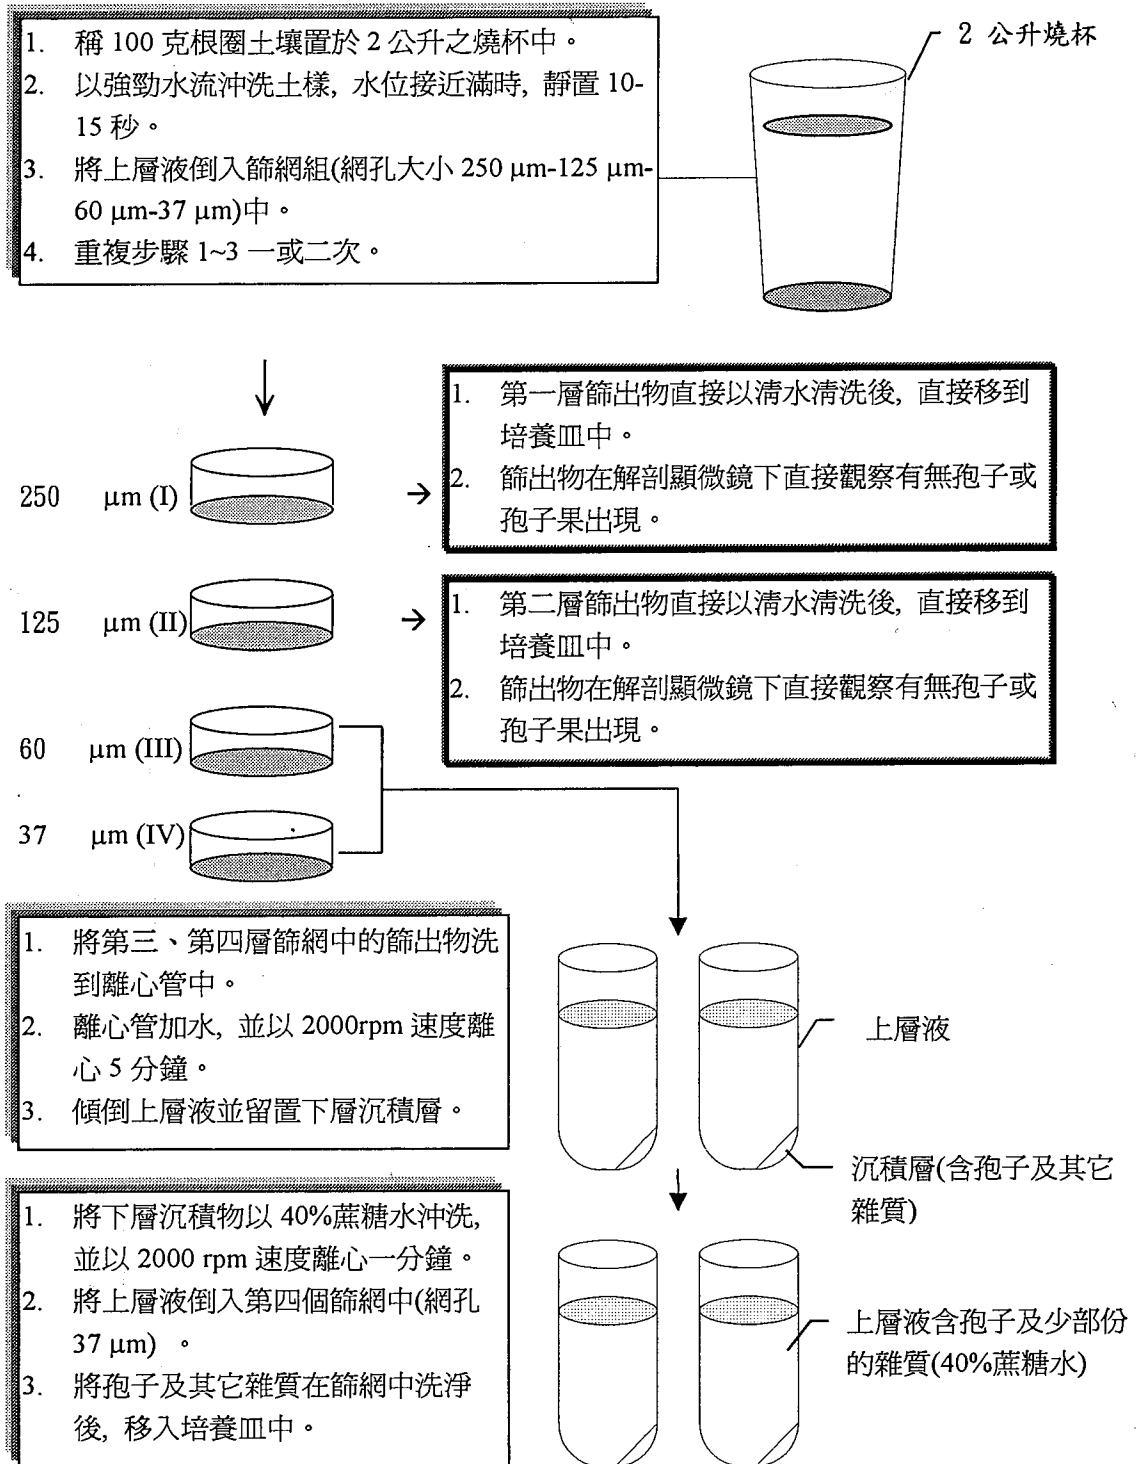 1. 稱 100 克根圈土壤置於 2 公升之燒杯中。
2. 以強勁水流沖洗土樣, 水位接近滿時, 靜置 10-
15 秒。
3. 將上層液倒入篩網組(網孔大小 250 μm-125 μm-
60 μm-37 μm)中。
4. 重複步驟 1~3 一或二次。
2 公升燒杯
250 μm (I)
1. 第一層篩出物直接以清水清洗後, 直接移到
培養皿中。
2. 篩出物在解剖顯微鏡下直接觀察有無孢子或
孢子果出現。
125 μm (II)
1. 第二層篩出物直接以清水清洗後, 直接移到
培養皿中。
2. 篩出物在解剖顯微鏡下直接觀察有無孢子或
孢子果出現。
60 μm (III)
37 μm (IV)
1. 將第三、第四層篩網中的篩出物洗
到離心管中。
2. 離心管加水, 並以 2000rpm 速度離
心 5 分鐘。
3. 傾倒上層液並留置下層沉積層。
上層液
沉積層(含孢子及其它
雜質)
1. 將下層沉積物以 40%蔗糖水沖洗,
並以 2000 rpm 速度離心一分鐘。
2. 將上層液倒入第四個篩網中(網孔
37 μm) 。
3. 將孢子及其它雜質在篩網中洗淨
後, 移入培養皿中。
上層液含孢子及少部份
的雜質(40%蔗糖水)